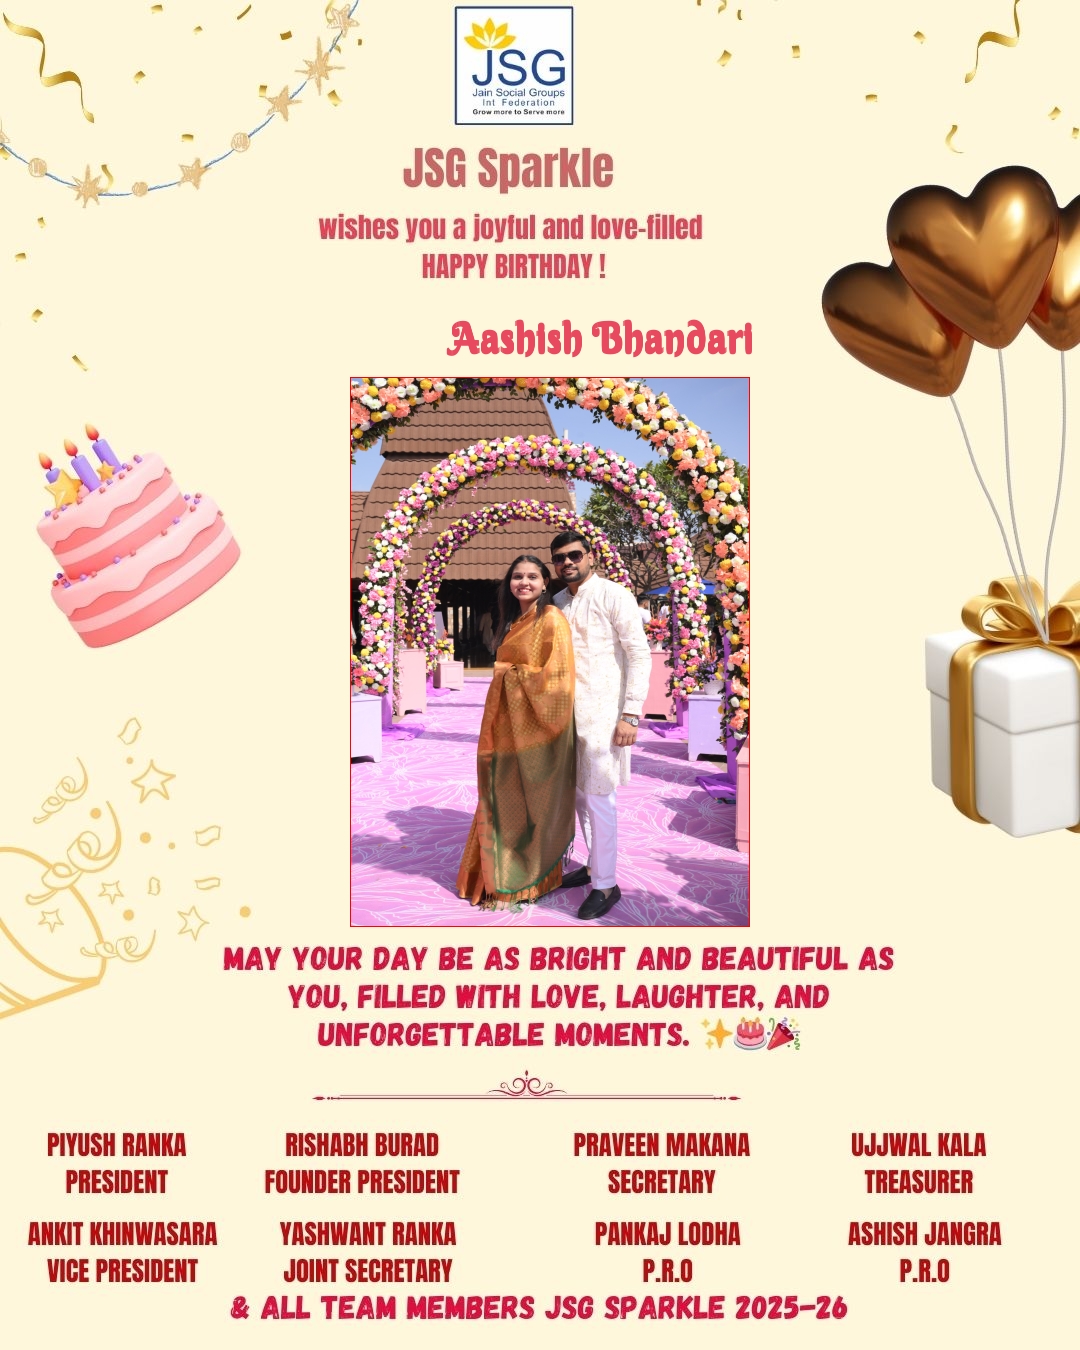 JSG
Jain Social Groups
Int Federation
Grow more to Serve more
JSG Sparkle
wishes you a joyful and love-filled
HAPPY BIRTHDAY !
Aashish Bhandari
MAY YOUR DAY BE AS BRIGHT AND BEAUTIFUL AS
YOU, FILLED WITH LOVE, LAUGHTER, AND
UNFORGETTABLE MOMENTS. ✨🎂🎉
PIYUSH RANKA
PRESIDENT
RISHABH BURAD
FOUNDER PRESIDENT
PRAVEEN MAKANA
SECRETARY
UJJWAL KALA
TREASURER
ANKIT KHINWASARA
VICE PRESIDENT
YASHWANT RANKA
JOINT SECRETARY
PANKAJ LODHA
P.R.O
ASHISH JANGRA
P.R.O
& ALL TEAM MEMBERS JSG SPARKLE 2025-26